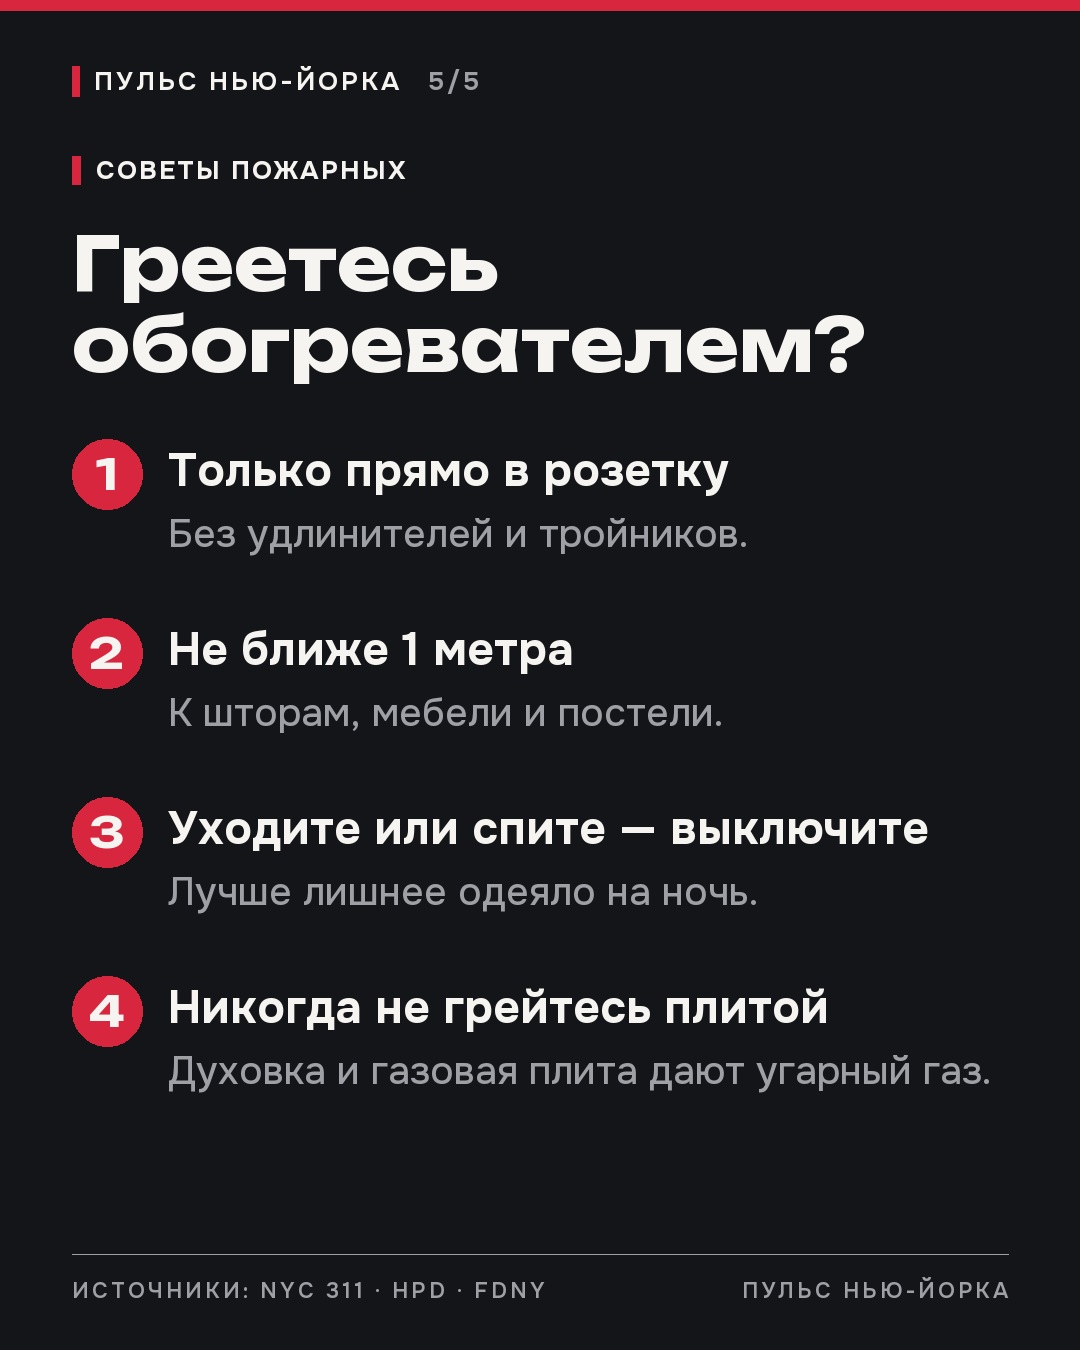 ПУЛЬС НЬЮ-ЙОРКА 5/5
СОВЕТЫ ПОЖАРНЫХ
Греетесь
обогревателем?
1 Только прямо в розетку
Без удлинителей и тройников.
2 Не ближе 1 метра
К шторам, мебели и постели.
3 Уходите или спите — выключите
Лучше лишнее одеяло на ночь.
4 Никогда не грейтесь плитой
Духовка и газовая плита дают угарный газ.
ИСТОЧНИКИ: NYC 311 · HPD · FDNY ПУЛЬС НЬЮ-ЙОРКА